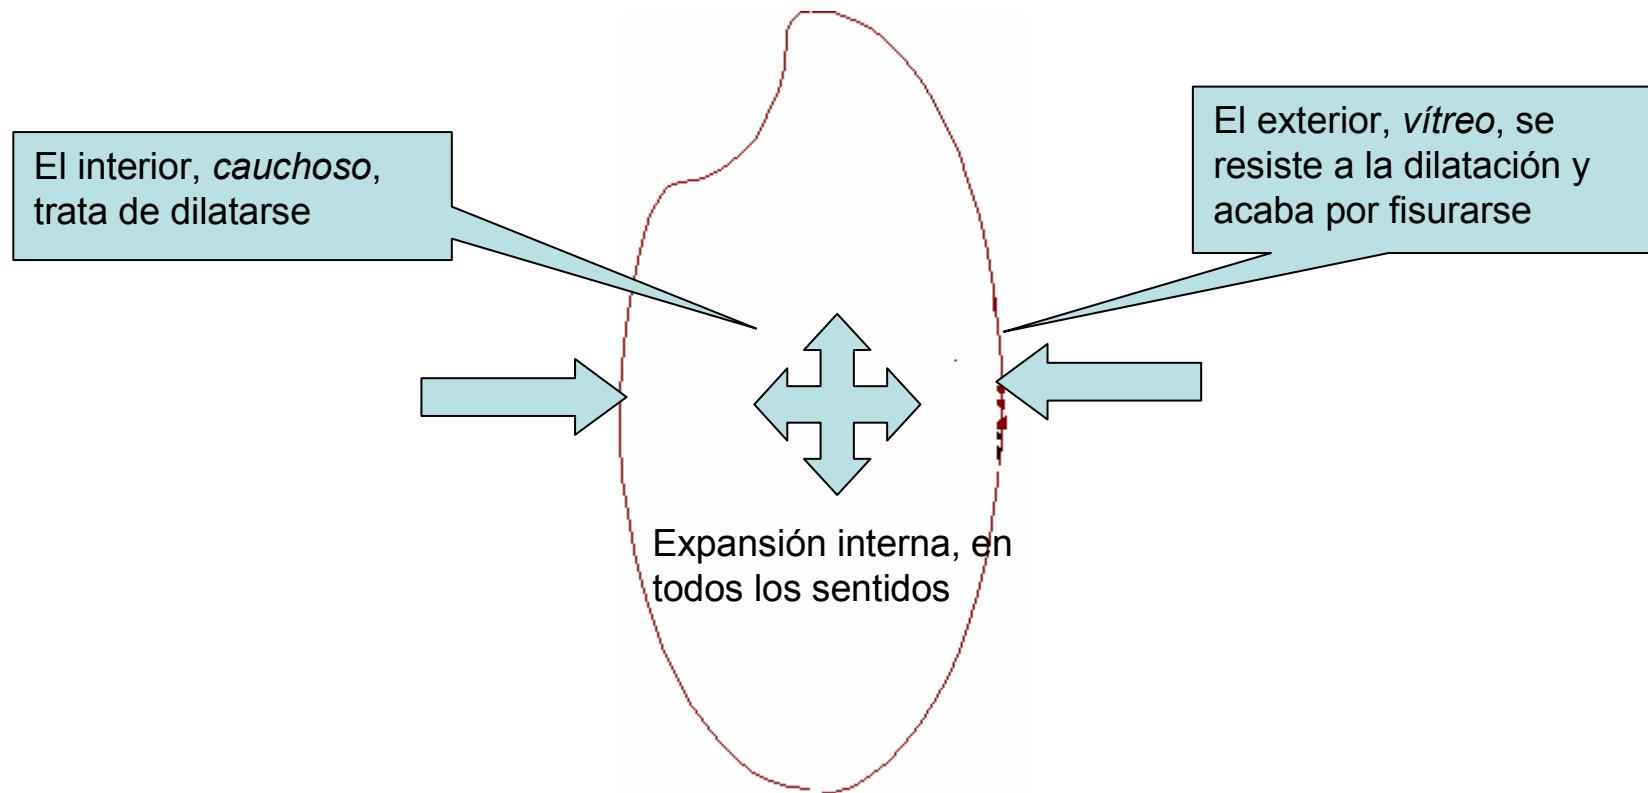 El interior, cauchoso,
trata de dilatarse
El exterior, vítreo, se
resiste a la dilatación y
acaba por fisurarse
Expansión interna, en
todos los sentidos